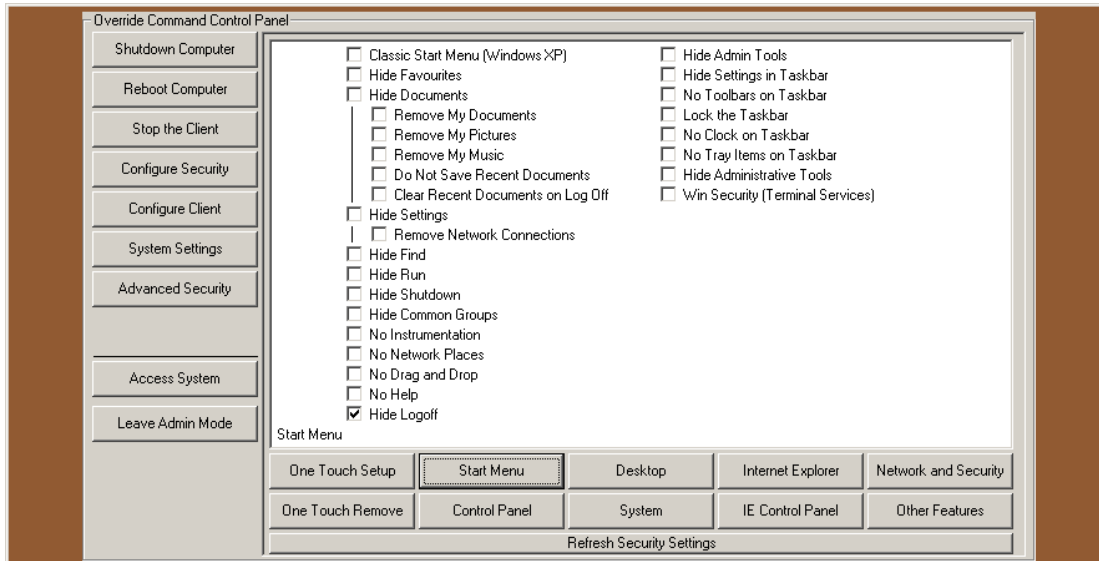 Override Command Control Panel
Shutdown Computer
Reboot Computer
Stop the Client
Configure Security
Configure Client
System Settings
Advanced Security
Access System
Leave Admin Mode
Classic Start Menu (Windows XP)
Hide Favourites
Hide Documents
Remove My Documents
Remove My Pictures
Remove My Music
Do Not Save Recent Documents
Clear Recent Documents on Log Off
Hide Settings
Remove Network Connections
Hide Find
Hide Run
Hide Shutdown
Hide Common Groups
No Instrumentation
No Network Places
No Drag and Drop
No Help
Hide Logoff
Hide Admin Tools
Hide Settings in Taskbar
No Toolbars on Taskbar
Lock the Taskbar
No Clock on Taskbar
No Tray Items on Taskbar
Hide Administrative Tools
Win Security (Terminal Services)
Start Menu
One Touch Setup
Start Menu
Desktop
Internet Explorer
Network and Security
One Touch Remove
Control Panel
System
IE Control Panel
Other Features
Refresh Security Settings